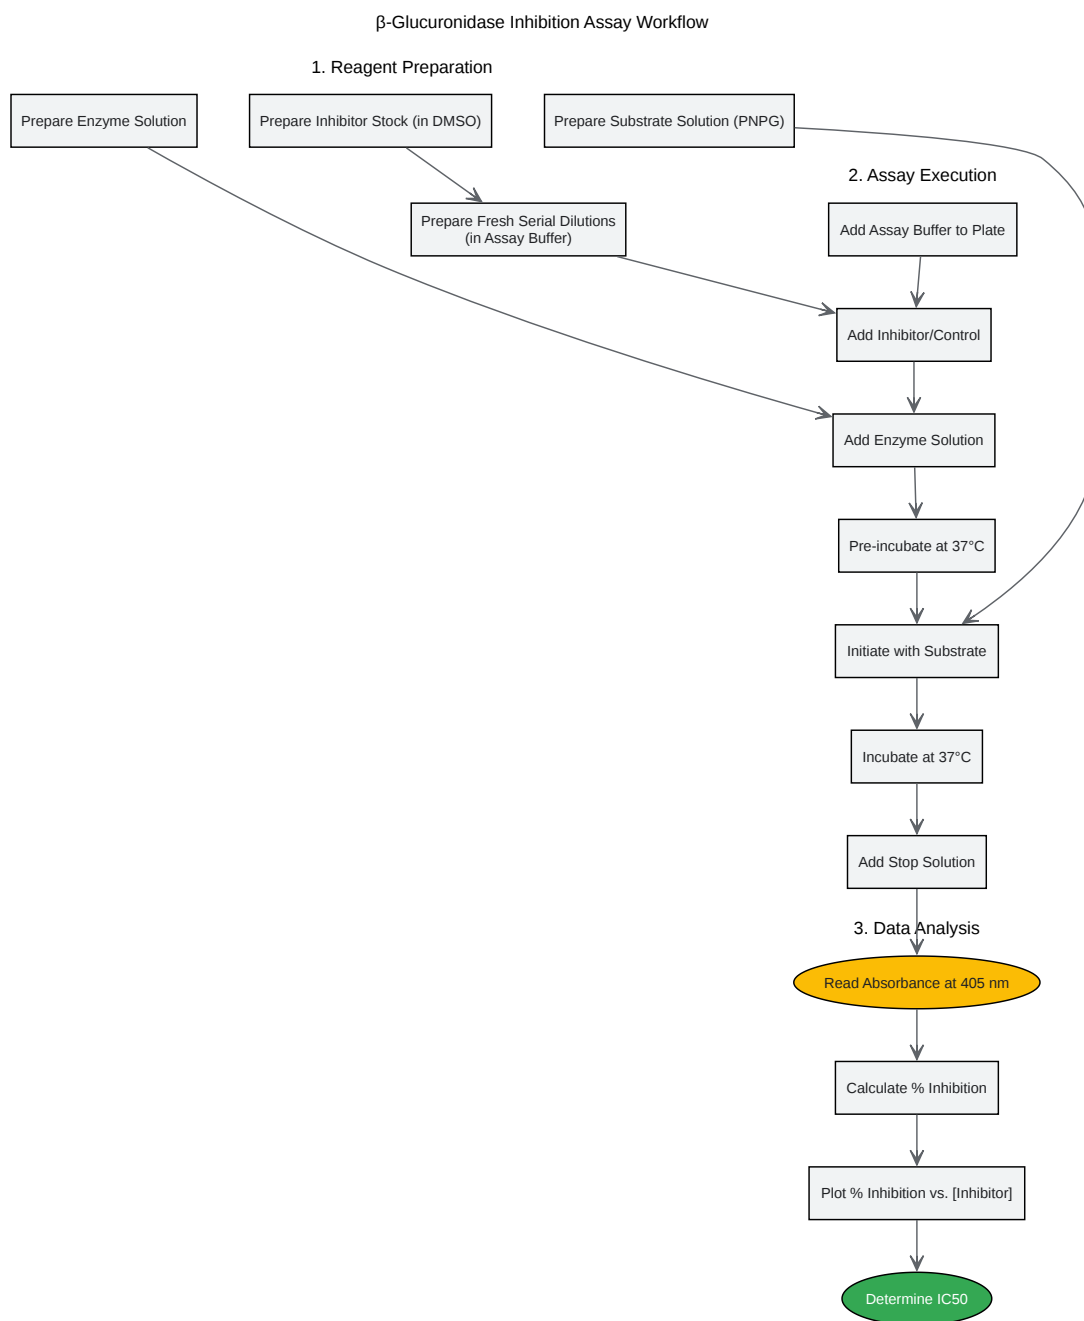 β-Glucuronidase Inhibition Assay Workflow
1. Reagent Preparation
Prepare Enzyme Solution
Prepare Inhibitor Stock (in DMSO)
Prepare Substrate Solution (PNPG)
2. Assay Execution
Prepare Fresh Serial Dilutions
(in Assay Buffer)
Add Assay Buffer to Plate
Add Inhibitor/Control
Add Enzyme Solution
Pre-incubate at 37°C
Initiate with Substrate
Incubate at 37°C
Add Stop Solution
3. Data Analysis
Read Absorbance at 405 nm
Calculate % Inhibition
Plot % Inhibition vs. [Inhibitor]
Determine IC50